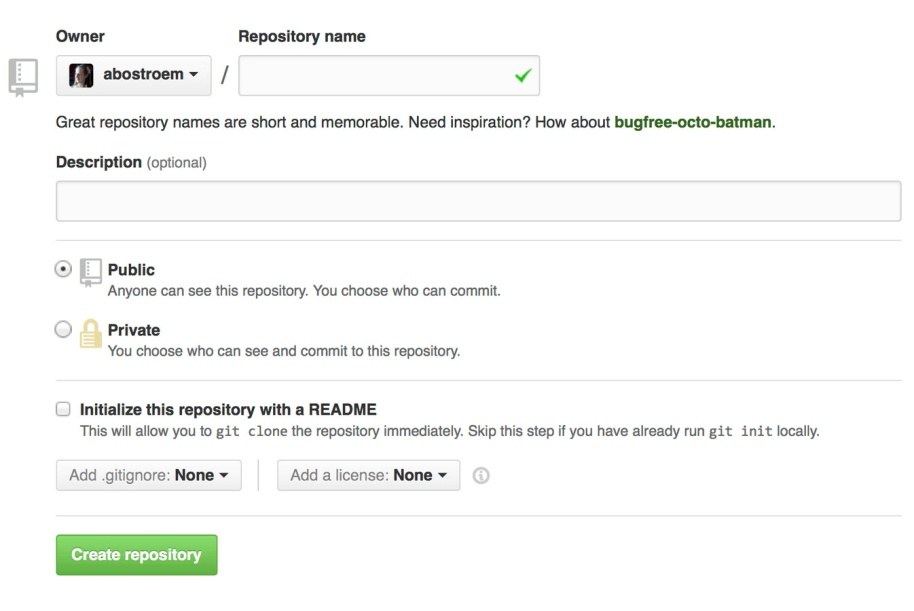 Owner Repository name
abostroem /
Great repository names are short and memorable. Need inspiration? How about bugfree-octo-batman.
Description (optional)
Public
Anyone can see this repository. You choose who can commit.
Private
You choose who can see and commit to this repository.
Initialize this repository with a README
This will allow you to git clone the repository immediately. Skip this step if you have already run git init locally.
Add .gitignore: None Add a license: None
Create repository